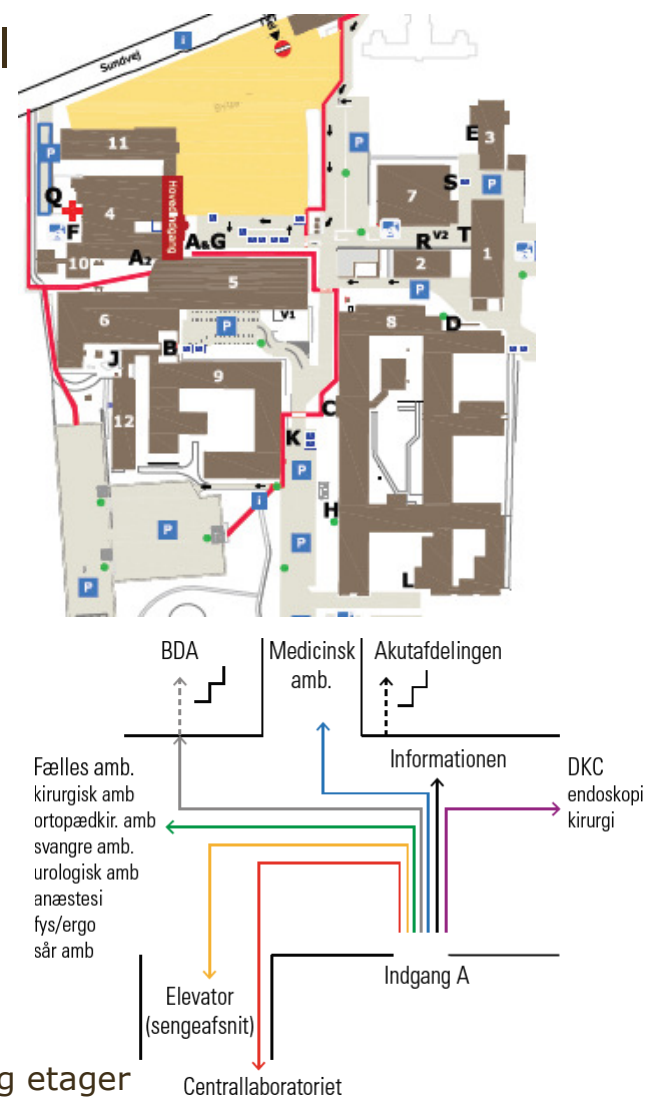 Sundvej
i
11
P
Q
4
F
10
A2
Hovedindgang
A&G
5
6
P
V1
B
J
9
12
P
E
3
S
P
7
R V2
T
2
1
P
8
D
C
K
P
i
H
P
P
P
L
BDA
Medicinsk
amb.
Akutafdelingen
Informationen
Fælles amb.
kirurgisk amb
ortopædkir. amb
svangre amb.
urologisk amb
anæstesi
fys/ergo
sår amb
DKC
endoskopi
kirurgi
Indgang A
Elevator
(sengeafsnit)
Centrallaboratoriet
g etager